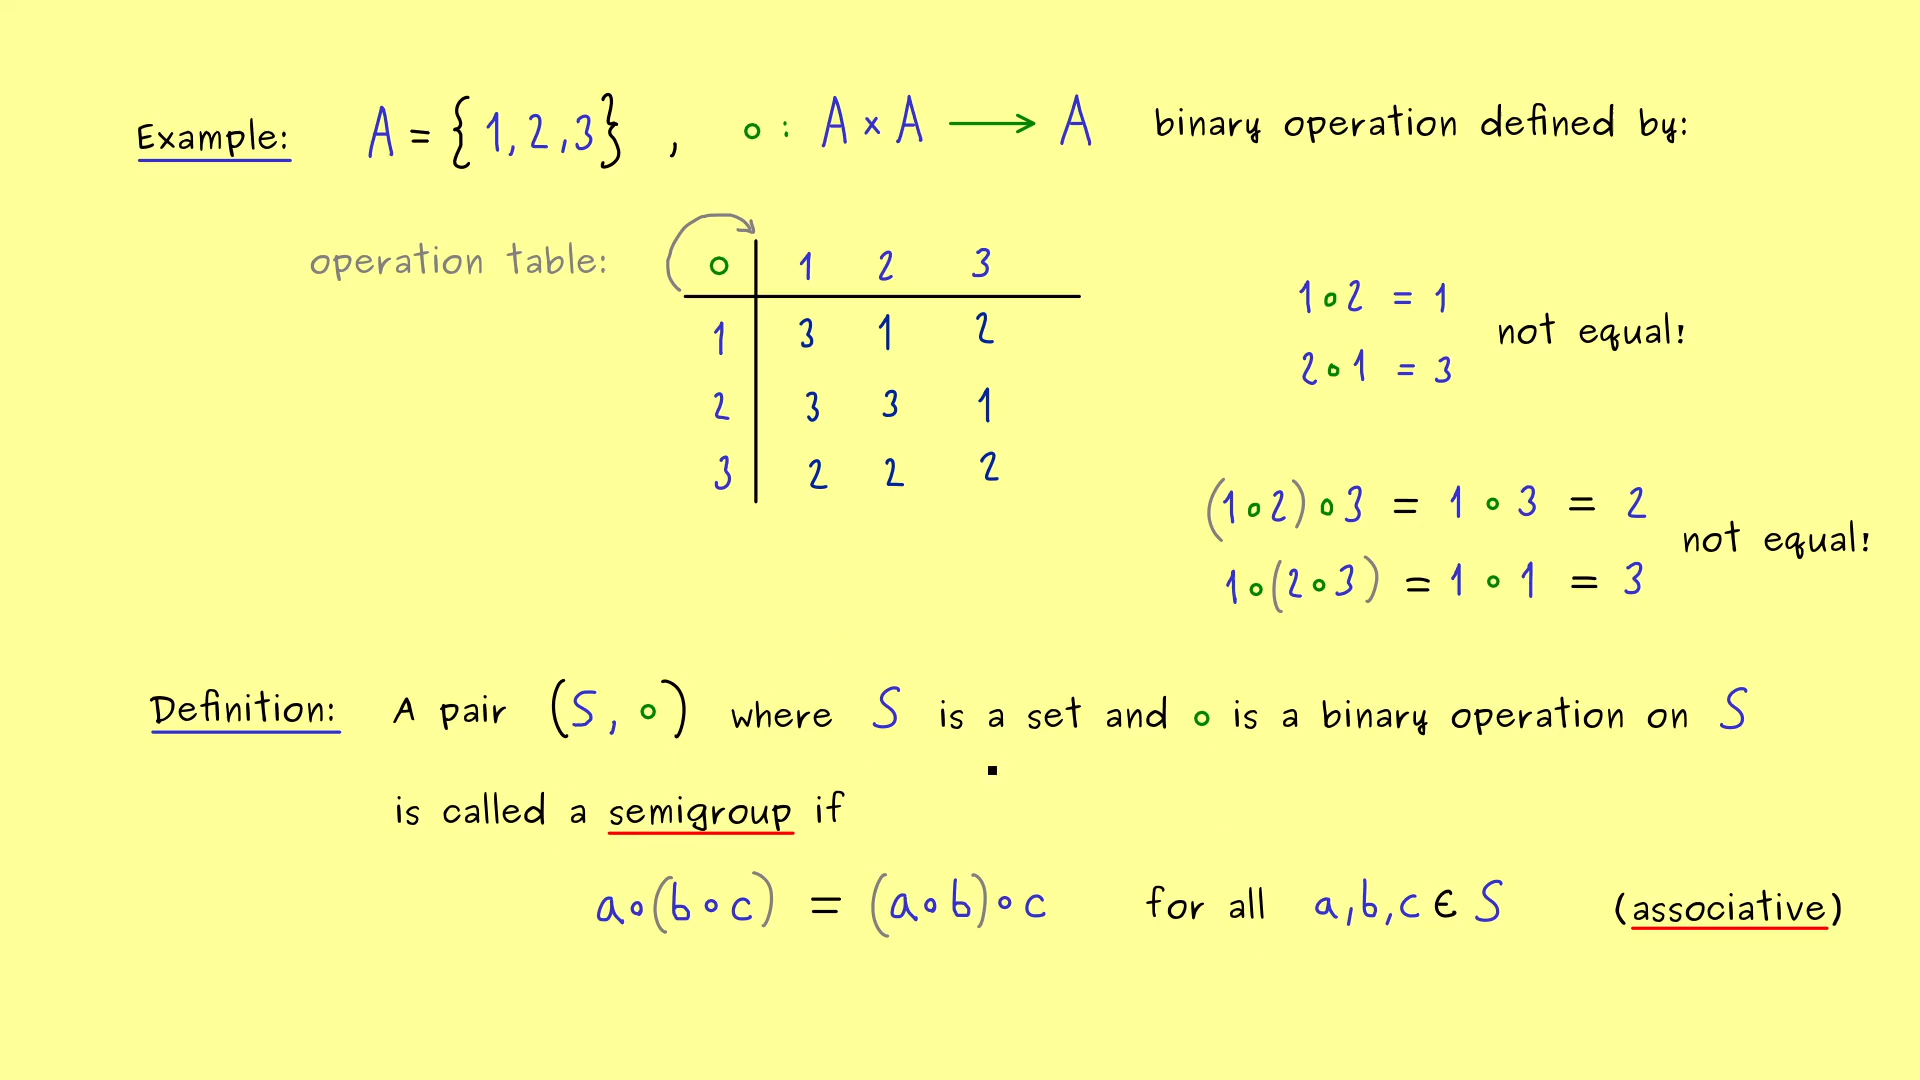 Example: A = {1,2,3} , ∘ : A × A ⟶ A binary operation defined by:
operation table:
∘ 1 2 3
1 3 1 2
2 3 3 1
3 2 2 2
1∘2 = 1
2∘1 = 3
not equal!
(1∘2)∘3 = 1 ∘ 3 = 2
1∘(2∘3) = 1 ∘ 1 = 3
not equal!
Definition: A pair (S, ∘) where S is a set and ∘ is a binary operation on S
is called a semigroup if
a∘(b∘c) = (a∘b)∘c for all a,b,c ∈ S (associative)